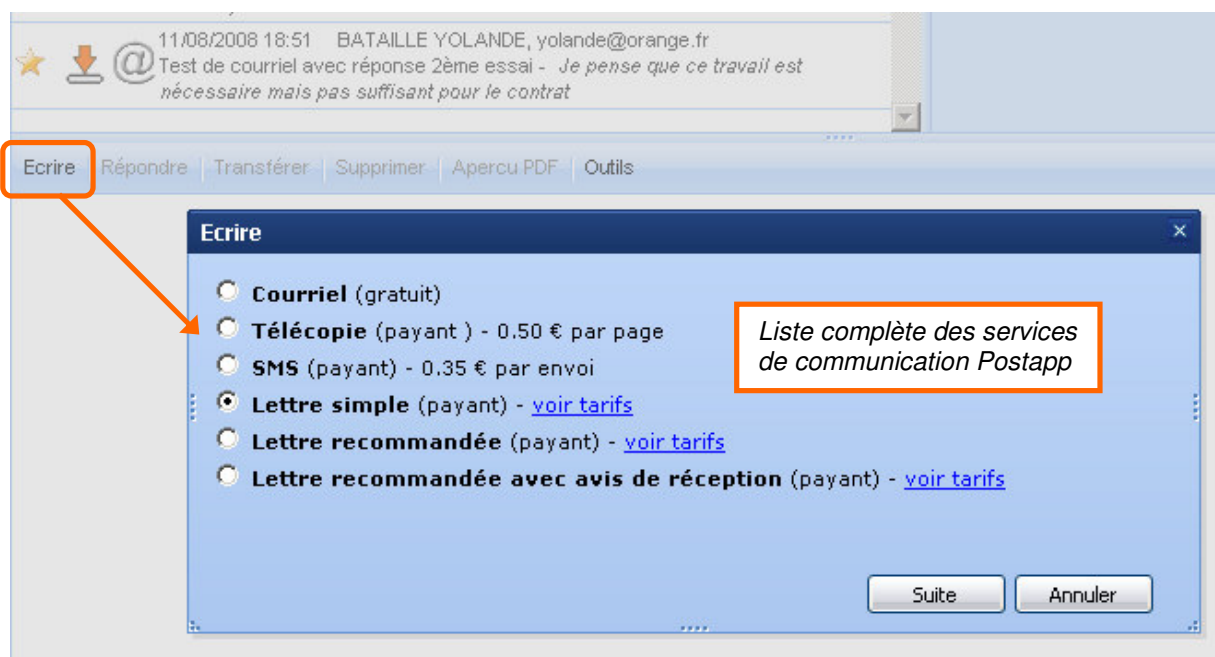 11/08/2008 18:51 BATAILLE YOLANDE, yolande@orange.fr
@ Test de courriel avec réponse 2ème essai - Je pense que ce travail est
nécessaire mais pas suffisant pour le contrat
Ecrire | Répondre | Transférer | Supprimer | Apercu PDF | Outils
Ecrire
Courriel (gratuit)
Télécopie (payant ) - 0.50 € par page
SMS (payant) - 0.35 € par envoi
Lettre simple (payant) - voir tarifs
Lettre recommandée (payant) - voir tarifs
Lettre recommandée avec avis de réception (payant) - voir tarifs
Liste complète des services
de communication Postapp
Suite Annuler